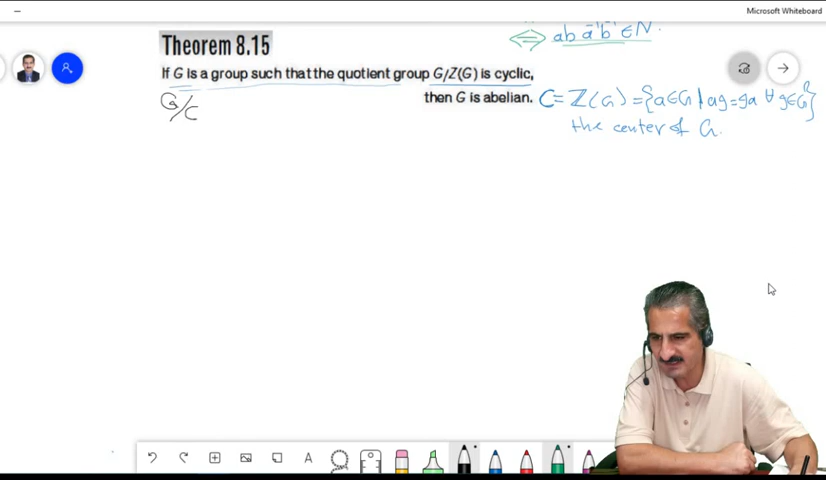 Microsoft Whiteboard
⟺ ab a⁻¹b⁻¹ ∈ N.
Theorem 8.15
If G is a group such that the quotient group G/Z(G) is cyclic,
then G is abelian. C = Z(G) = {a∈G | ag=ga ∀ g∈G}
G/C
the center of G.
A